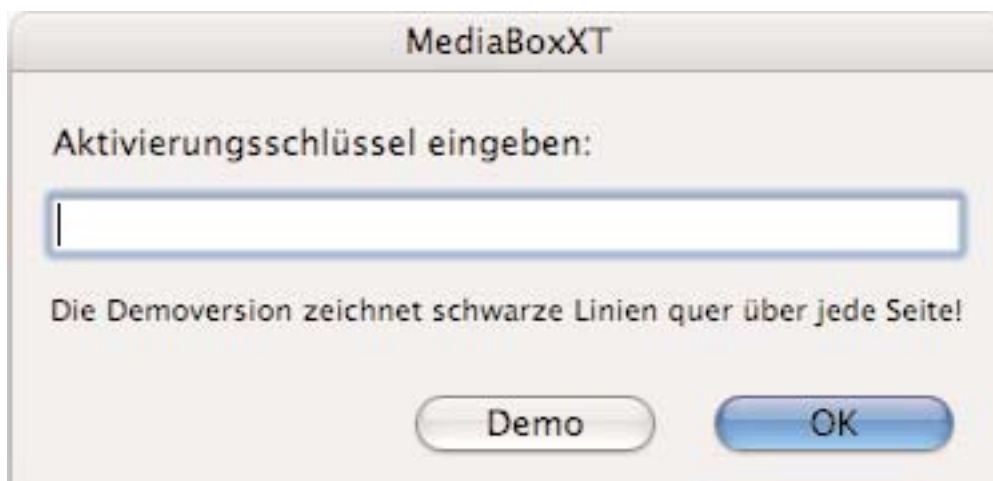 MediaBoxXT
Aktivierungsschlüssel eingeben:
Die Demoversion zeichnet schwarze Linien quer über jede Seite!
Demo OK